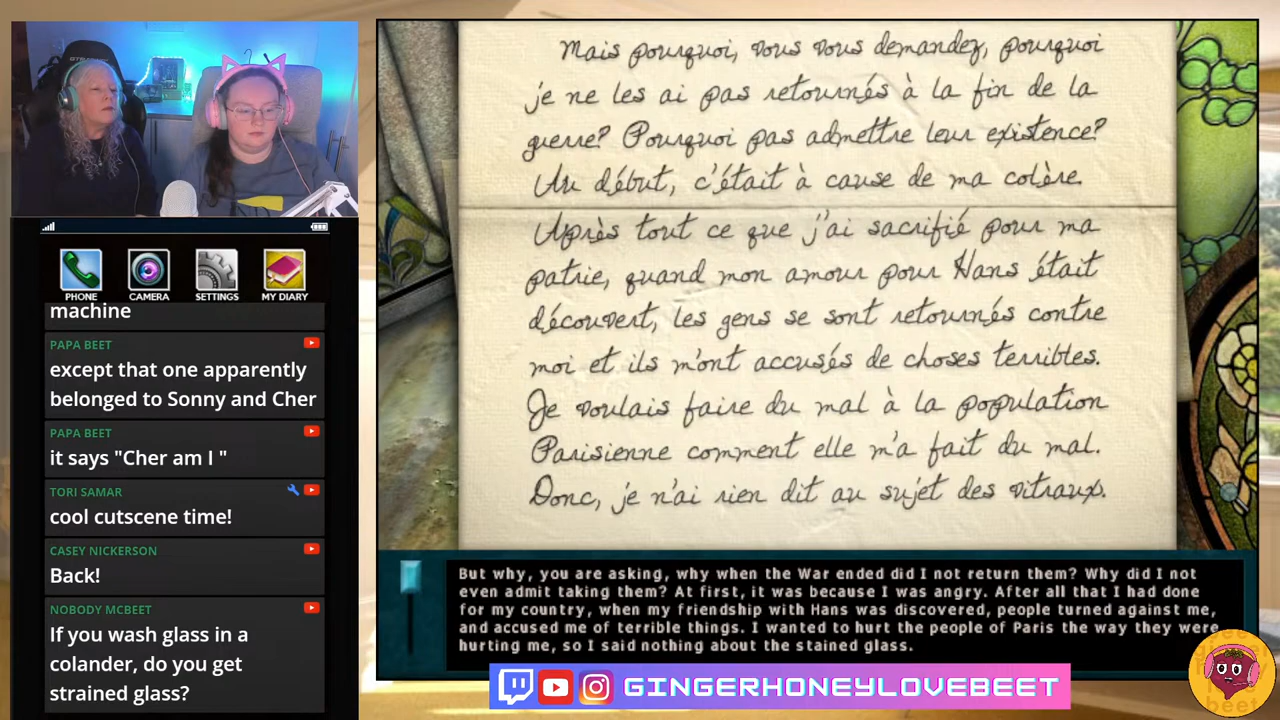 Mais pourquoi, vous vous demandez, pourquoi
je ne les ai pas retournés à la fin de la
guerre? Pourquoi pas admettre leur existence?
Au début, c'était à cause de ma colère.
Après tout ce que j'ai sacrifié pour ma
patrie, quand mon amour pour Hans était
découvert, les gens se sont retournés contre
moi et ils m'ont accusés de choses terribles.
Je voulais faire du mal à la population
Parisienne comment elle m'a fait du mal.
Donc, je n'ai rien dit au sujet des vitraux.
PHONE
CAMERA
SETTINGS
MY DIARY
machine
PAPA BEET
except that one apparently
belonged to Sonny and Cher
PAPA BEET
it says "Cher am I "
TORI SAMAR
cool cutscene time!
CASEY NICKERSON
Back!
NOBODY MCBEET
If you wash glass in a
colander, do you get
strained glass?
But why, you are asking, why when the War ended did I not return them? Why did I not
even admit taking them? At first, it was because I was angry. After all that I had done
for my country, when my friendship with Hans was discovered, people turned against me,
and accused me of terrible things. I wanted to hurt the people of Paris the way they were
hurting me, so I said nothing about the stained glass.
GINGERHONEYLOVEBEET